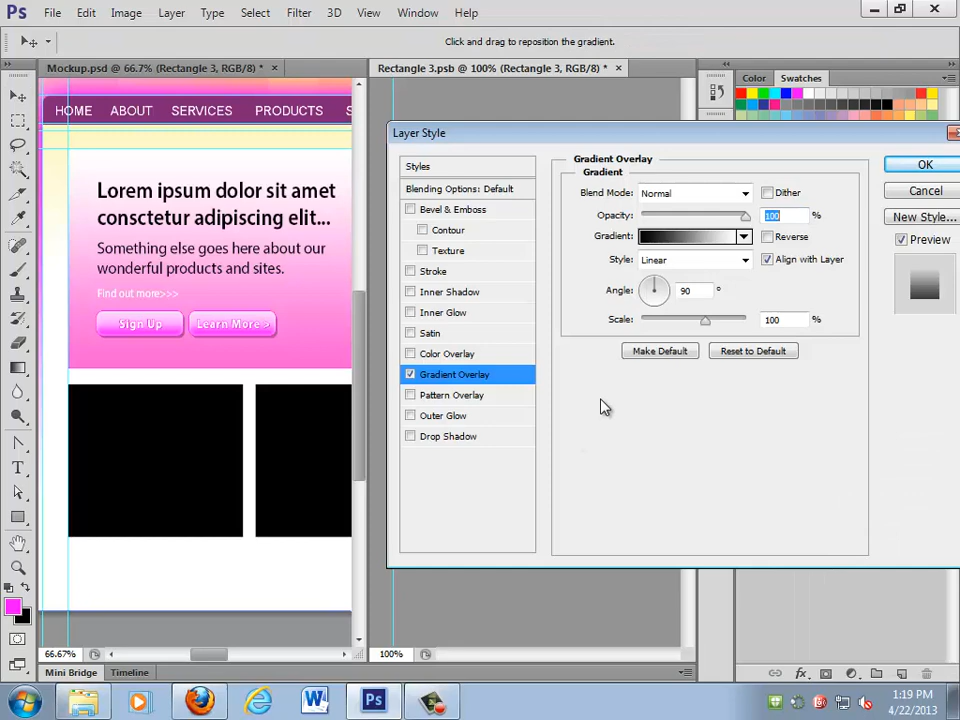 Ps File Edit Image Layer Type Select Filter 3D View Window Help
Click and drag to reposition the gradient.
Mockup.psd @ 66.7% (Rectangle 3, RGB/8) * ×
Rectangle 3.psb @ 100% (Rectangle 3, RGB/8) * ×
Color Swatches
HOME ABOUT SERVICES PRODUCTS S
Layer Style
Styles
Blending Options: Default
Bevel & Emboss
Contour
Texture
Stroke
Inner Shadow
Inner Glow
Satin
Color Overlay
Gradient Overlay
Pattern Overlay
Outer Glow
Drop Shadow
Gradient Overlay
Gradient
Blend Mode: Normal Dither
Opacity: 100 %
Gradient: Reverse
Style: Linear Align with Layer
Angle: 90 °
Scale: 100 %
Make Default Reset to Default
OK
Cancel
New Style...
Preview
Lorem ipsum dolor sit amet
consctetur adipiscing elit...
Something else goes here about our
wonderful products and sites.
Find out more>>>
Sign Up Learn More >
66.67%
100%
Mini Bridge Timeline
fx
1:19 PM
4/22/2013